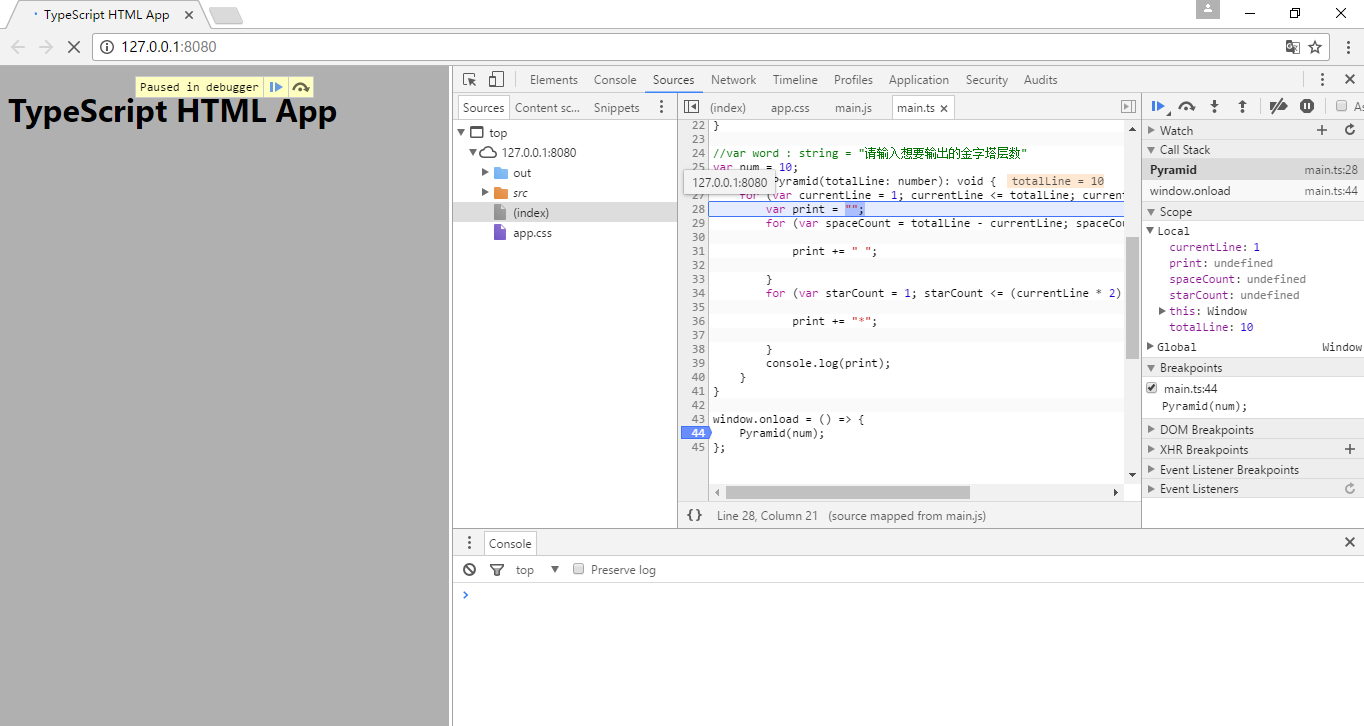 TypeScript HTML App
127.0.0.1:8080
Paused in debugger
TypeScript HTML App
Elements Console Sources Network Timeline Profiles Application Security Audits
Sources Content sc... Snippets
top
127.0.0.1:8080
out
src
(index)
app.css
(index) app.css main.js main.ts
22 }
23
24 //var word : string = "请输入想要输出的金字塔层数"
25 var num = 10;
127.0.0.1:8080
Pyramid(totalLine: number): void { totalLine = 10
27 for (var currentLine = 1; currentLine <= totalLine; current
28 var print = "";
29 for (var spaceCount = totalLine - currentLine; spaceCou
30
31 print += " ";
32
33 }
34 for (var starCount = 1; starCount <= (currentLine * 2)
35
36 print += "*";
37
38 }
39 console.log(print);
40 }
41 }
42
43 window.onload = () => {
44 Pyramid(num);
45 };
{} Line 28, Column 21 (source mapped from main.js)
As
Watch
Call Stack
Pyramid main.ts:28
window.onload main.ts:44
Scope
Local
currentLine: 1
print: undefined
spaceCount: undefined
starCount: undefined
this: Window
totalLine: 10
Global Window
Breakpoints
main.ts:44
Pyramid(num);
DOM Breakpoints
XHR Breakpoints
Event Listener Breakpoints
Event Listeners
Console
top Preserve log